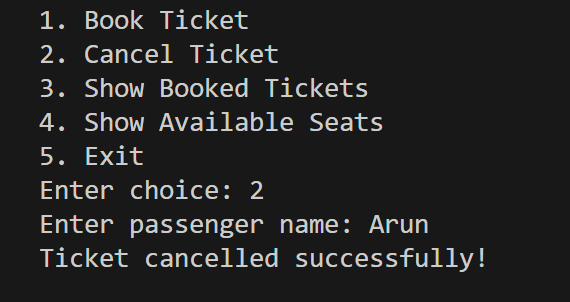 1. Book Ticket
2. Cancel Ticket
3. Show Booked Tickets
4. Show Available Seats
5. Exit
Enter choice: 2
Enter passenger name: Arun
Ticket cancelled successfully!